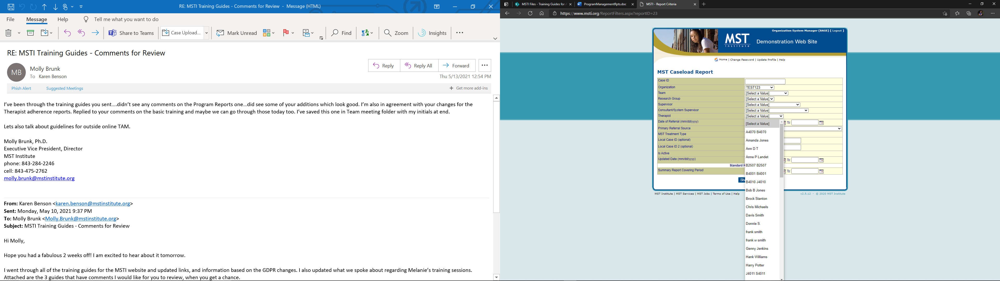 RE: MSTI Training Guides - Comments for Review - Message (HTML)
File Message Help Tell me what you want to do
Share to Teams Case Upload... Mark Unread Find Zoom Insights
RE: MSTI Training Guides - Comments for Review
MB
Molly Brunk
To Karen Benson
Reply Reply All Forward
Thu 5/13/2021 12:54 PM
Phish Alert Suggested Meetings
+ Get more add-ins
I've been through the training guides you sent....didn't see any comments on the Program Reports one...did see some of your additions which look good. I'm also in agreement with your changes for the
Therapist adherence reports. Replied to your comments on the basic training and maybe we can go through those today too. I've saved this one in Team meeting folder with my initials at end.
Lets also talk about guidelines for outside online TAM.
Molly Brunk, Ph.D.
Executive Vice President, Director
MST Institute
phone: 843-284-2246
cell: 843-475-2762
molly.brunk@mstinstitute.org
From: Karen Benson <karen.benson@mstinstitute.org>
Sent: Monday, May 10, 2021 9:37 PM
To: Molly Brunk <Molly.Brunk@mstinstitute.org>
Subject: MSTI Training Guides - Comments for Review
Hi Molly,
Hope you had a fabulous 2 weeks off! I am excited to hear about it tomorrow.
I went through all of the training guides for the MSTI website and updated links, and information based on the GDPR changes. I also updated what we spoke about regarding Melanie's training sessions.
Attached are the 3 guides that have comments I would like for you to review, when you get a chance.
MSTI Files - Training Guides for ProgramManagementRpts.doc MSTI - Report Criteria
https://www.msti.org/ReportFilters.aspx?reportID=23
Organization System Manager (BASE) [ Logout ]
MST Institute Demonstration Web Site
Home | Change Password | Update Profile | Help
MST Caseload Report
Case ID
Organization TEST123
Team [Select a Value]
Research Group [Select a Value]
Supervisor [Select a Value]
Consultant/System Supervisor [Select a Value]
Therapist [Select a Value]
Date of Referral (mm/dd/yyyy) To:
Primary Referral Source
MST Treatment Type
Local Case ID (optional)
Local Case ID 2 (optional)
Is Active
Updated Date (mm/dd/yyyy) To:
Standard R
Summary Report Covering Period To:
Sh
[Select a Value]
A4070 B4070
Amanda Jones
Ann D T
Anne P Landet
B2507 B2507
B4001 B4001
B4010 J4010
Bob B Jones
Brock Stanton
Chris Michaels
Davis Smith
Donnie S.
frank smith
frank w smith
Genny Jenkins
Hank Williams
Harry Potter
J4011 S4011
MST Institute | MST Services | MST Jobs | Terms of Use | Help
v2.5.12 - © 2020 MST Institute